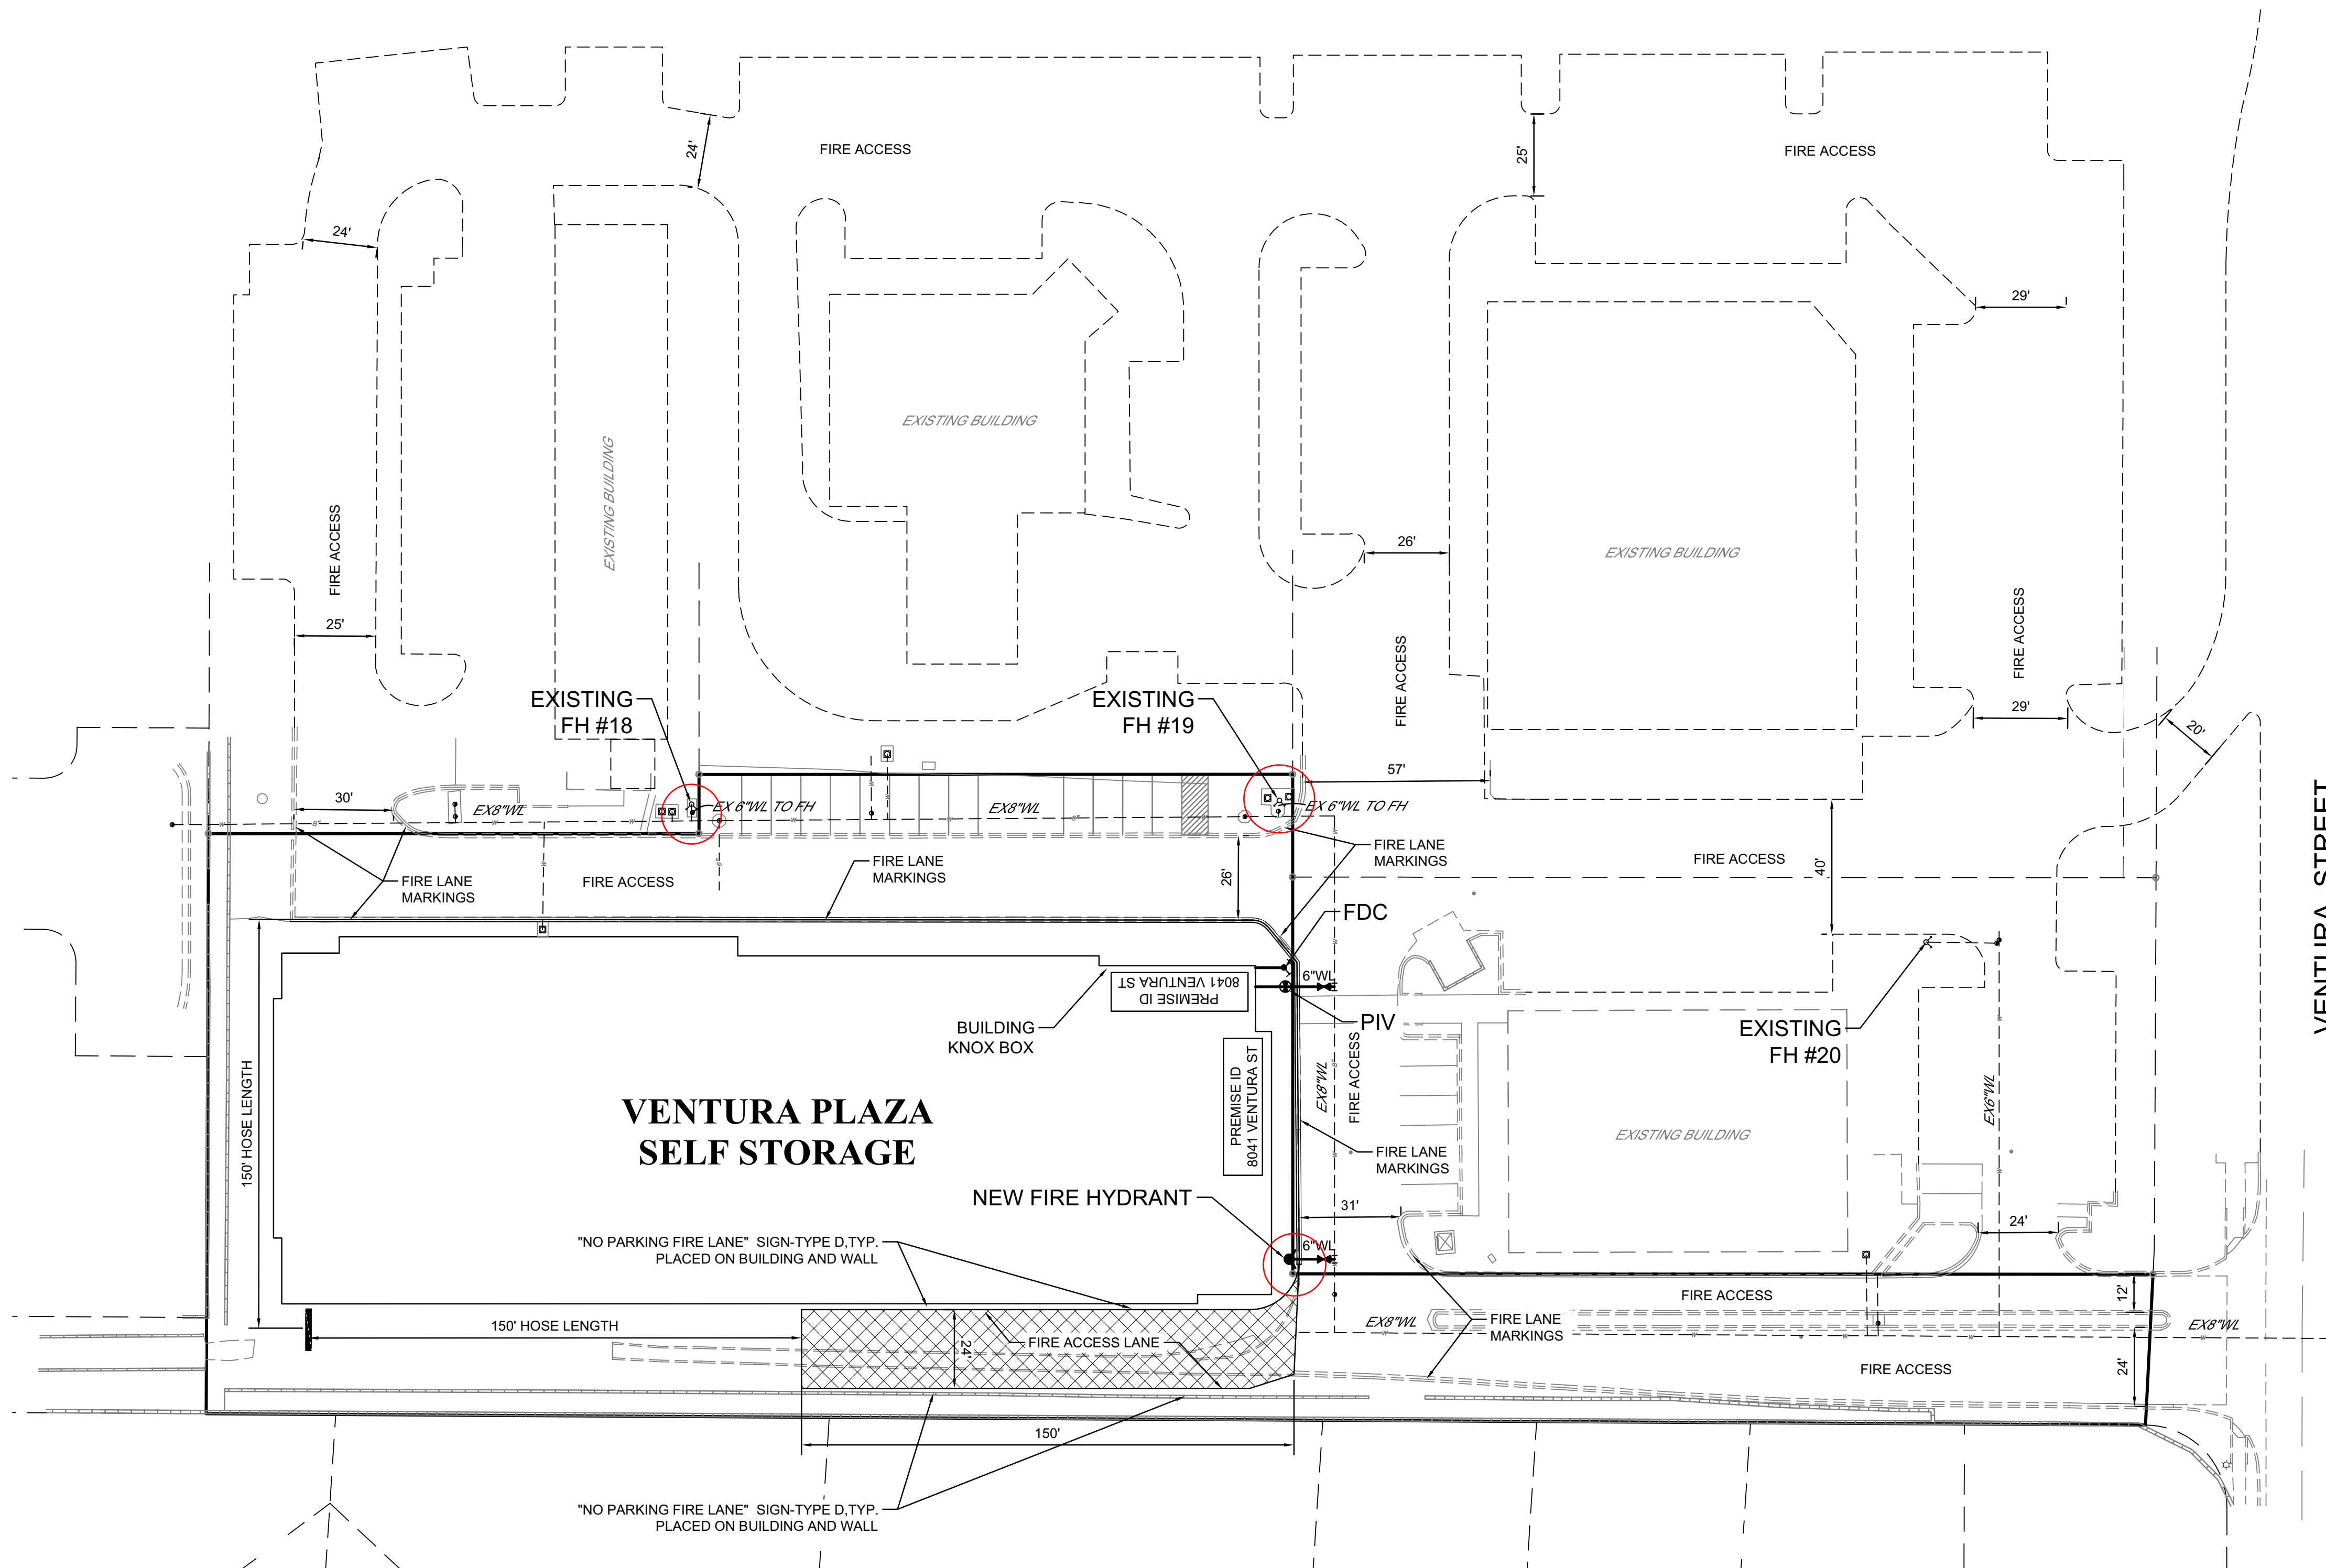 24'
FIRE ACCESS
25'
FIRE ACCESS
24'
29'
EXISTING BUILDING
EXISTING BUILDING
FIRE ACCESS
26'
EXISTING BUILDING
FIRE ACCESS
25'
FIRE ACCESS
29'
20'
EXISTING
FH #18
EXISTING
FH #19
57'
30'
EX8"WL
EX 6"WL TO FH
EX8"WL
EX 6"WL TO FH
VENTURA STREET
FIRE LANE
MARKINGS
FIRE ACCESS
FIRE LANE
MARKINGS
26'
FIRE LANE
MARKINGS
FIRE ACCESS
40'
FDC
6"WL
PREMISE ID
8041 VENTURA ST
PIV
BUILDING
KNOX BOX
EXISTING
FH #20
150' HOSE LENGTH
VENTURA PLAZA
SELF STORAGE
PREMISE ID
8041 VENTURA ST
EX8"WL
8"
FIRE ACCESS
EX6"WL
EXISTING BUILDING
FIRE LANE
MARKINGS
NEW FIRE HYDRANT
31'
24'
6"WL
"NO PARKING FIRE LANE" SIGN-TYPE D,TYP.
PLACED ON BUILDING AND WALL
FIRE ACCESS
12'
150' HOSE LENGTH
FIRE ACCESS LANE
24'
EX8"WL
FIRE LANE
MARKINGS
EX8"WL
FIRE ACCESS
24'
150'
"NO PARKING FIRE LANE" SIGN-TYPE D,TYP.
PLACED ON BUILDING AND WALL